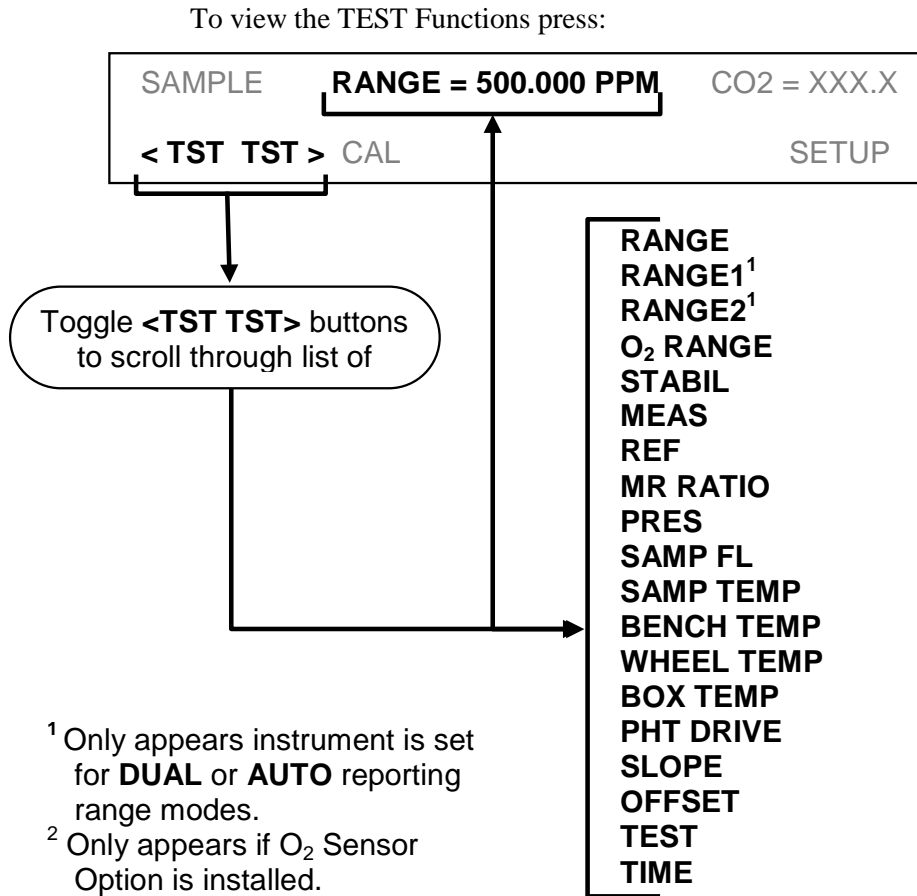 To view the TEST Functions press:
SAMPLE RANGE = 500.000 PPM CO2 = XXX.X
< TST TST > CAL SETUP
Toggle <TST TST> buttons
to scroll through list of
RANGE
RANGE1¹
RANGE2¹
O₂ RANGE
STABIL
MEAS
REF
MR RATIO
PRES
SAMP FL
SAMP TEMP
BENCH TEMP
WHEEL TEMP
BOX TEMP
PHT DRIVE
SLOPE
OFFSET
TEST
TIME
¹ Only appears instrument is set
for DUAL or AUTO reporting
range modes.
² Only appears if O₂ Sensor
Option is installed.